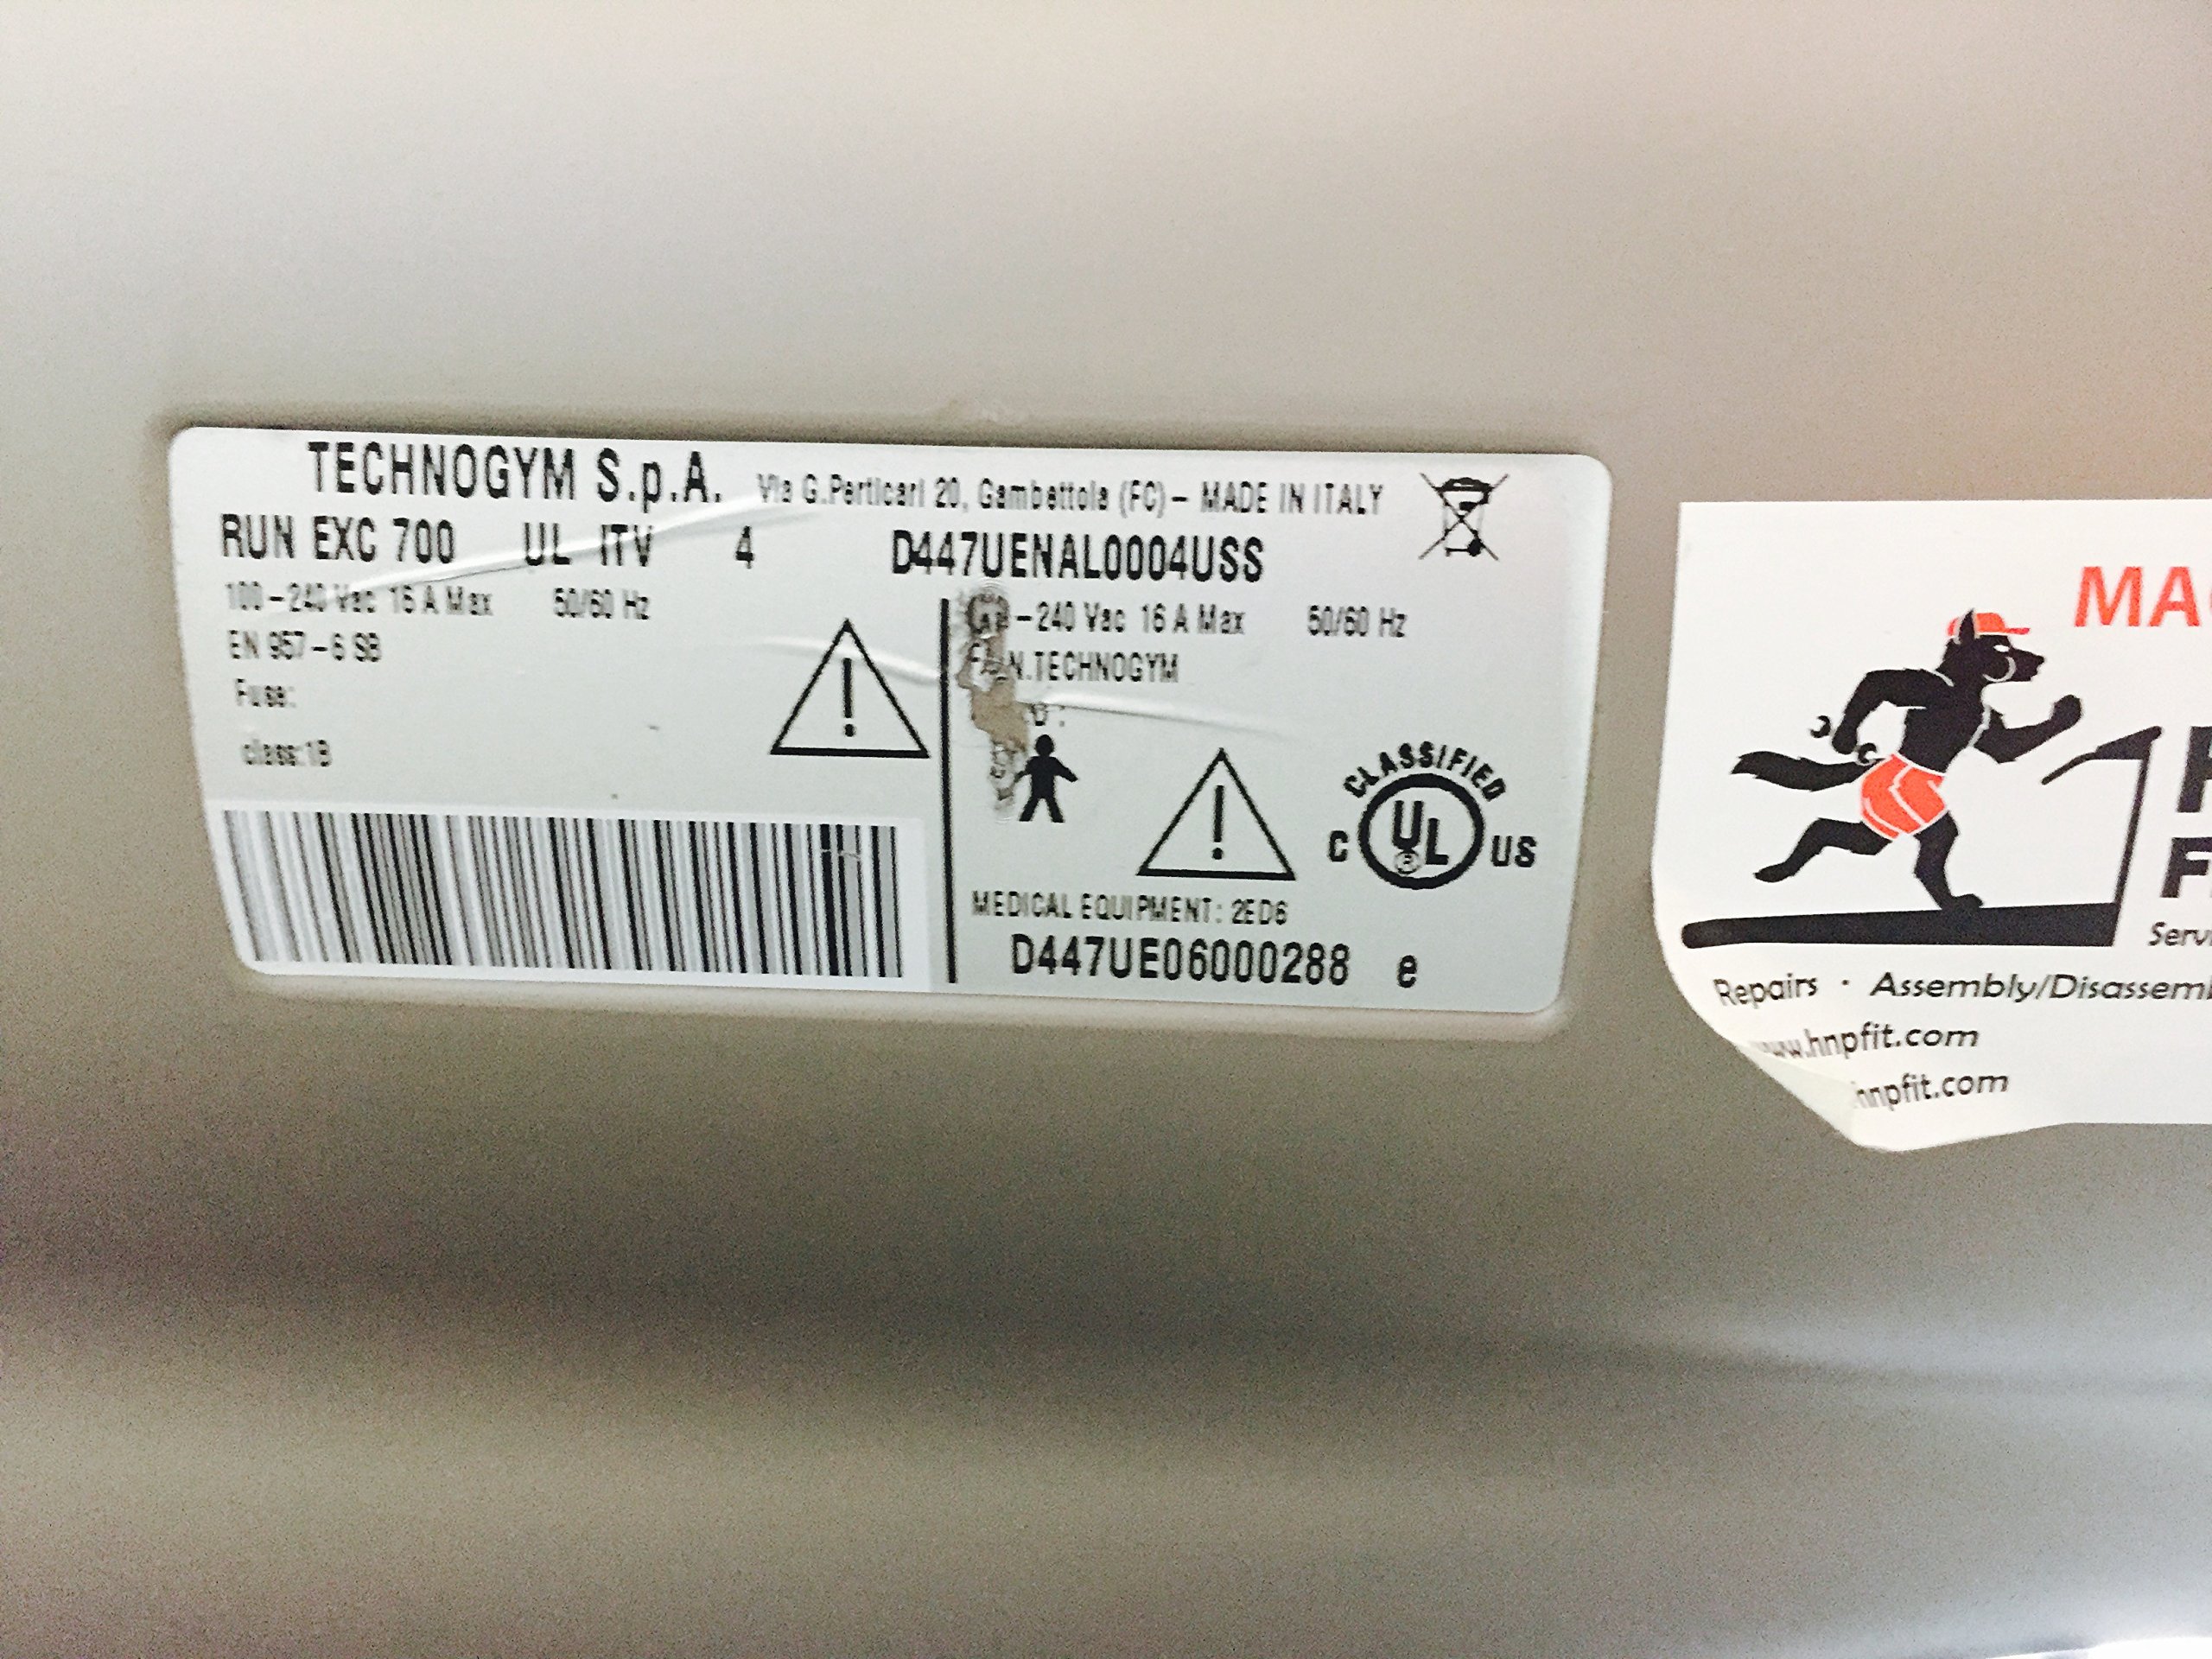 TECHNOGYM S.p.A. Via G.Perticari 20, Gambettola (FC) - MADE IN ITALY
RUN EXC 700 UL ITV 4 D447UENAL0004USS
100-240 Vac 16 A Max 50/60 Hz
EN 957-6 SB
Fuse:
class:1B
-240 Vac 16 A Max 50/60 Hz
N.TECHNOGYM
CLASSIFIED
C UL ® US
MEDICAL EQUIPMENT: 2ED6
D447UE06000288 e
MA
F
Repairs · Assembly/Disassem
www.hnpfit.com
hnpfit.com